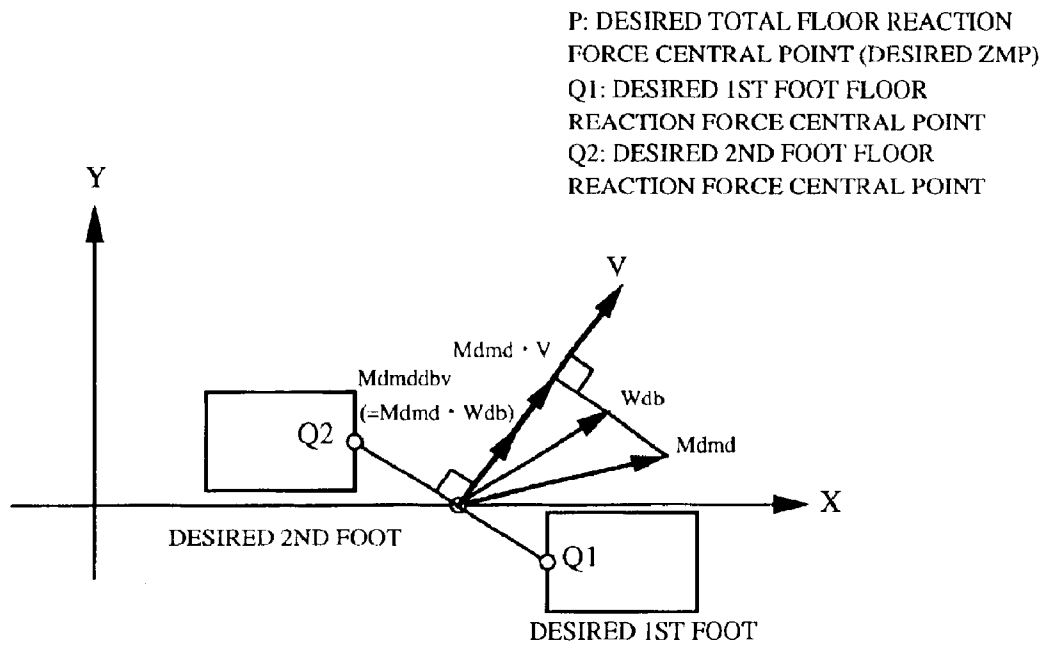 P: DESIRED TOTAL FLOOR REACTION
FORCE CENTRAL POINT (DESIRED ZMP)
Q1: DESIRED 1ST FOOT FLOOR
REACTION FORCE CENTRAL POINT
Q2: DESIRED 2ND FOOT FLOOR
REACTION FORCE CENTRAL POINT
Y
V
Mdmd · V
Mdmddbv
(=Mdmd · Wdb)
Wdb
Q2
Mdmd
X
DESIRED 2ND FOOT
Q1
DESIRED 1ST FOOT